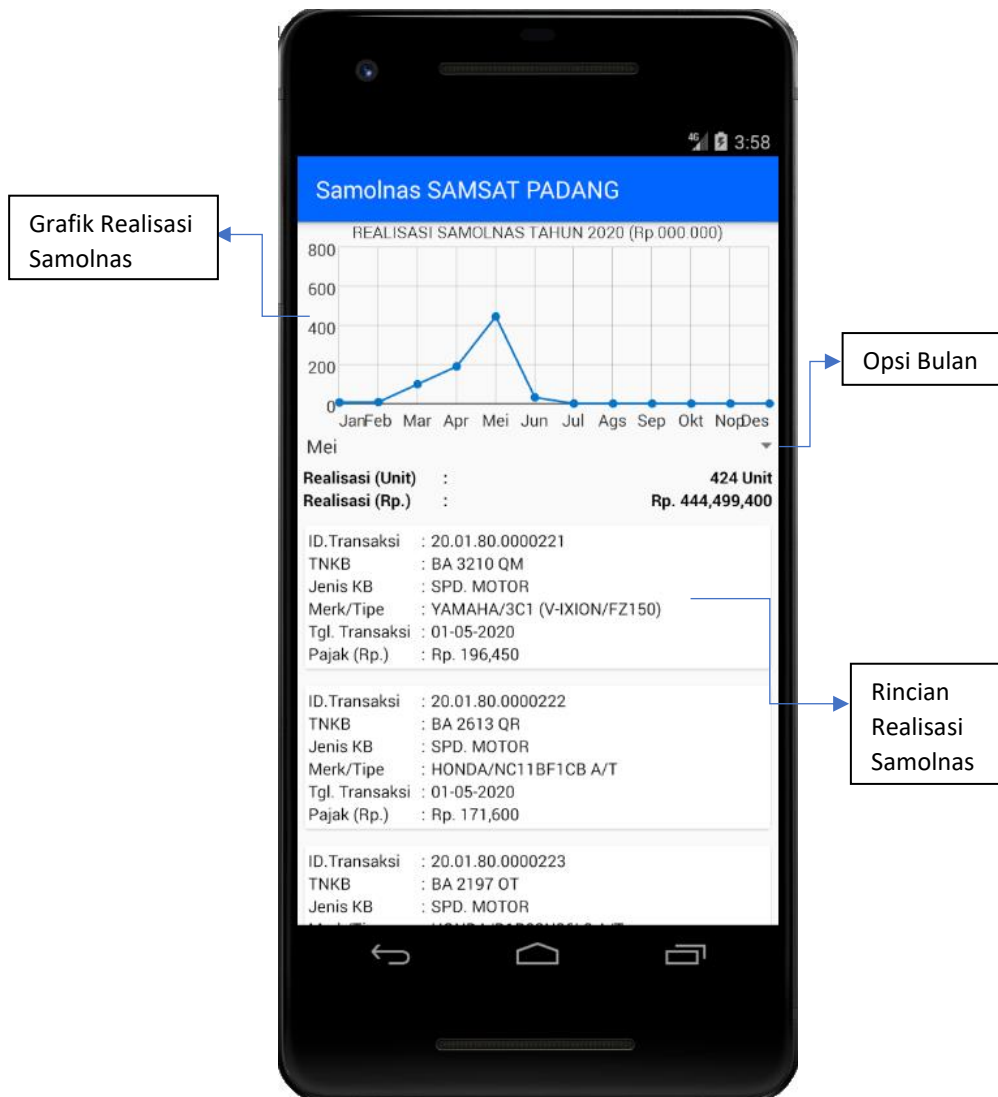 4G 3:58
Samolnas SAMSAT PADANG
Grafik Realisasi
Samolnas
REALISASI SAMOLNAS TAHUN 2020 (Rp.000.000)
800
600
400
200
0
Jan Feb Mar Apr Mei Jun Jul Ags Sep Okt Nop Des
Opsi Bulan
Mei
Realisasi (Unit) : 424 Unit
Realisasi (Rp.) : Rp. 444,499,400
ID.Transaksi : 20.01.80.0000221
TNKB : BA 3210 QM
Jenis KB : SPD. MOTOR
Merk/Tipe : YAMAHA/3C1 (V-IXION/FZ150)
Tgl. Transaksi : 01-05-2020
Pajak (Rp.) : Rp. 196,450
Rincian
Realisasi
Samolnas
ID.Transaksi : 20.01.80.0000222
TNKB : BA 2613 QR
Jenis KB : SPD. MOTOR
Merk/Tipe : HONDA/NC11BF1CB A/T
Tgl. Transaksi : 01-05-2020
Pajak (Rp.) : Rp. 171,600
ID.Transaksi : 20.01.80.0000223
TNKB : BA 2197 OT
Jenis KB : SPD. MOTOR